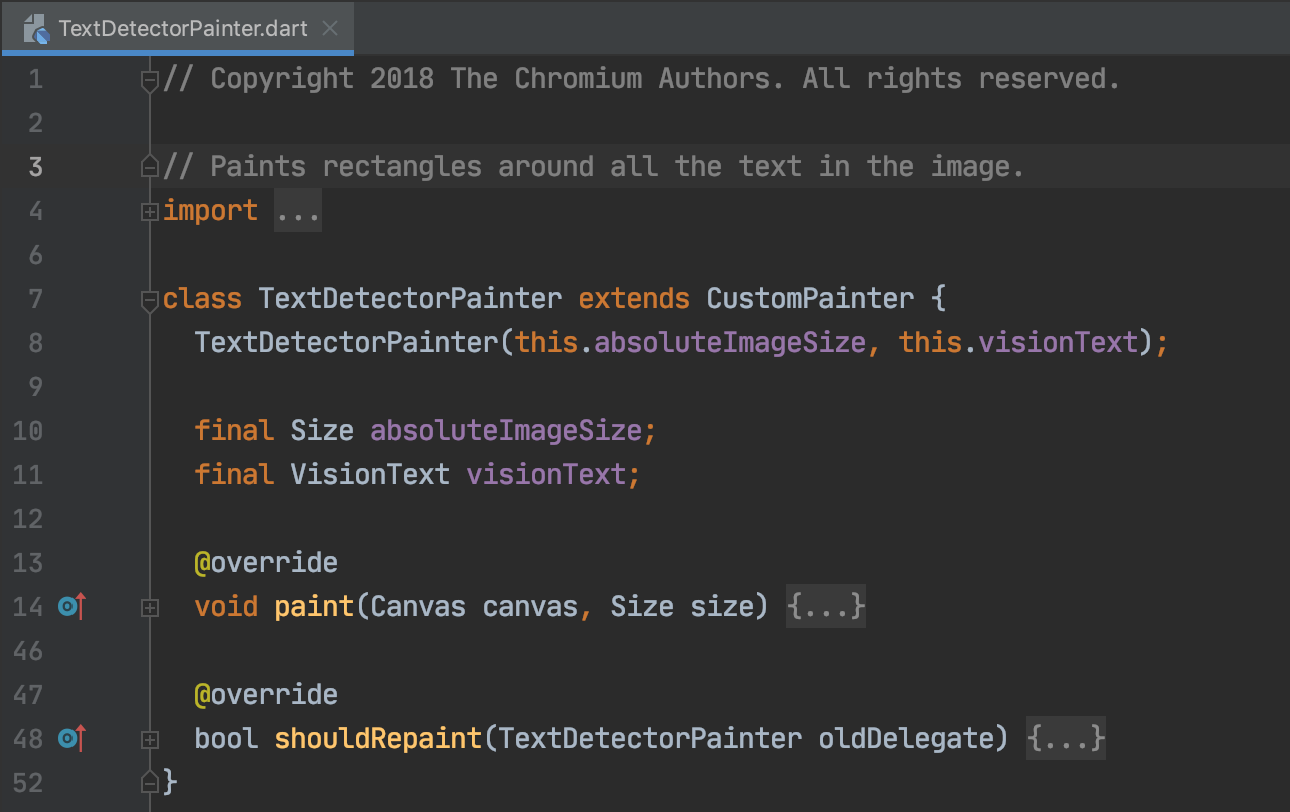 TextDetectorPainter.dart
1 // Copyright 2018 The Chromium Authors. All rights reserved.
2
3 // Paints rectangles around all the text in the image.
4 import ...
6
7 class TextDetectorPainter extends CustomPainter {
8   TextDetectorPainter(this.absoluteImageSize, this.visionText);
9
10   final Size absoluteImageSize;
11   final VisionText visionText;
12
13   @override
14   void paint(Canvas canvas, Size size) {...}
46
47   @override
48   bool shouldRepaint(TextDetectorPainter oldDelegate) {...}
52 }